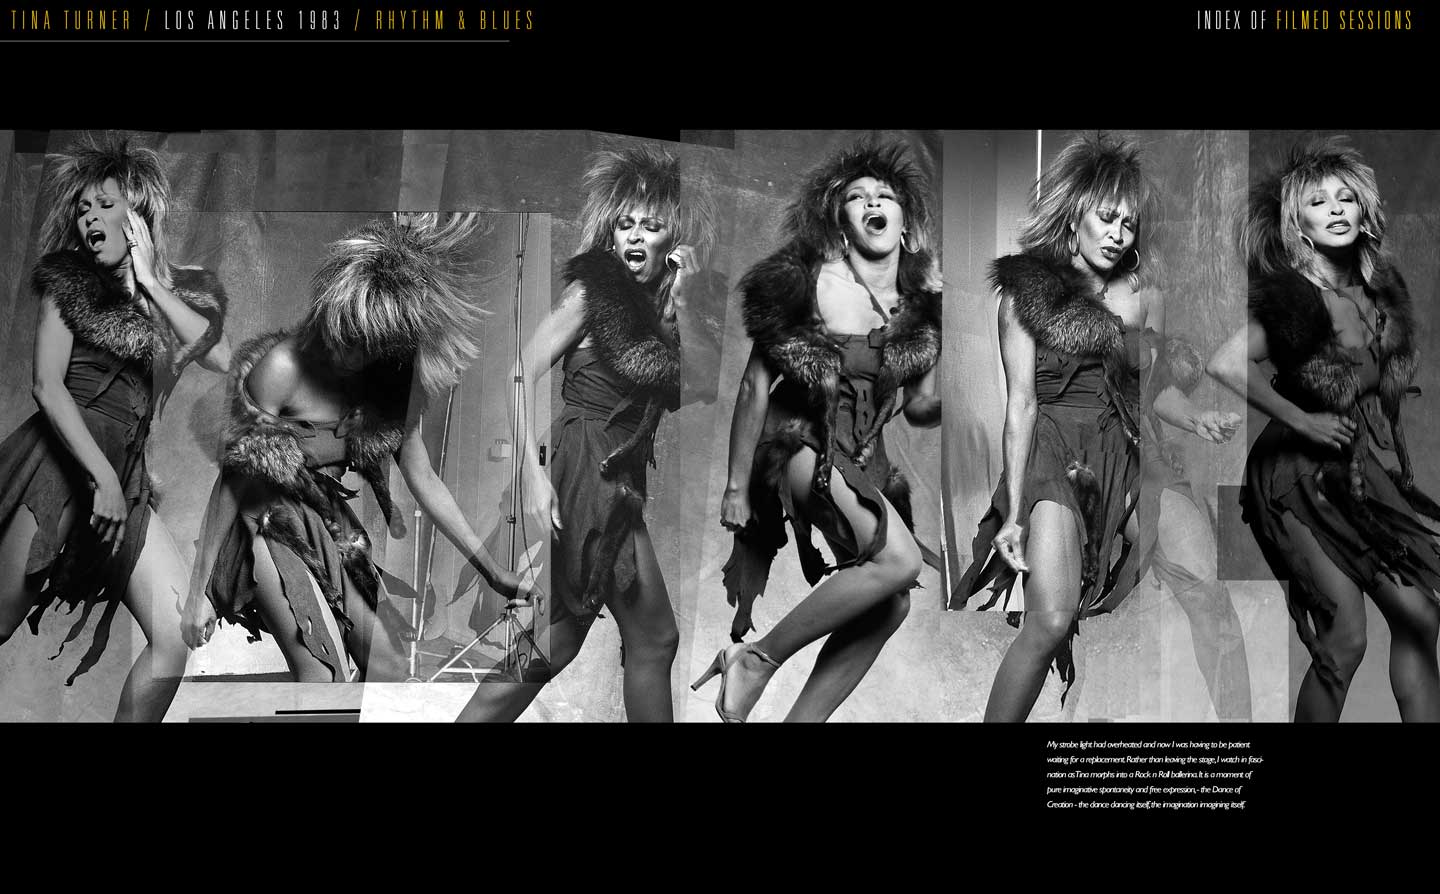 TINA TURNER / LOS ANGELES 1983 / RHYTHM & BLUES
INDEX OF FILMED SESSIONS
My strobe light had overheated and now I was having to be patient
waiting for a replacement. Rather than leaving the stage, I watch in fasci-
nation as Tina morphs into a Rock n Roll ballerina. It is a moment of
pure imaginative spontaneity and free expression, - the Dance of
Creation - the dance dancing itself, the imagination imagining itself.